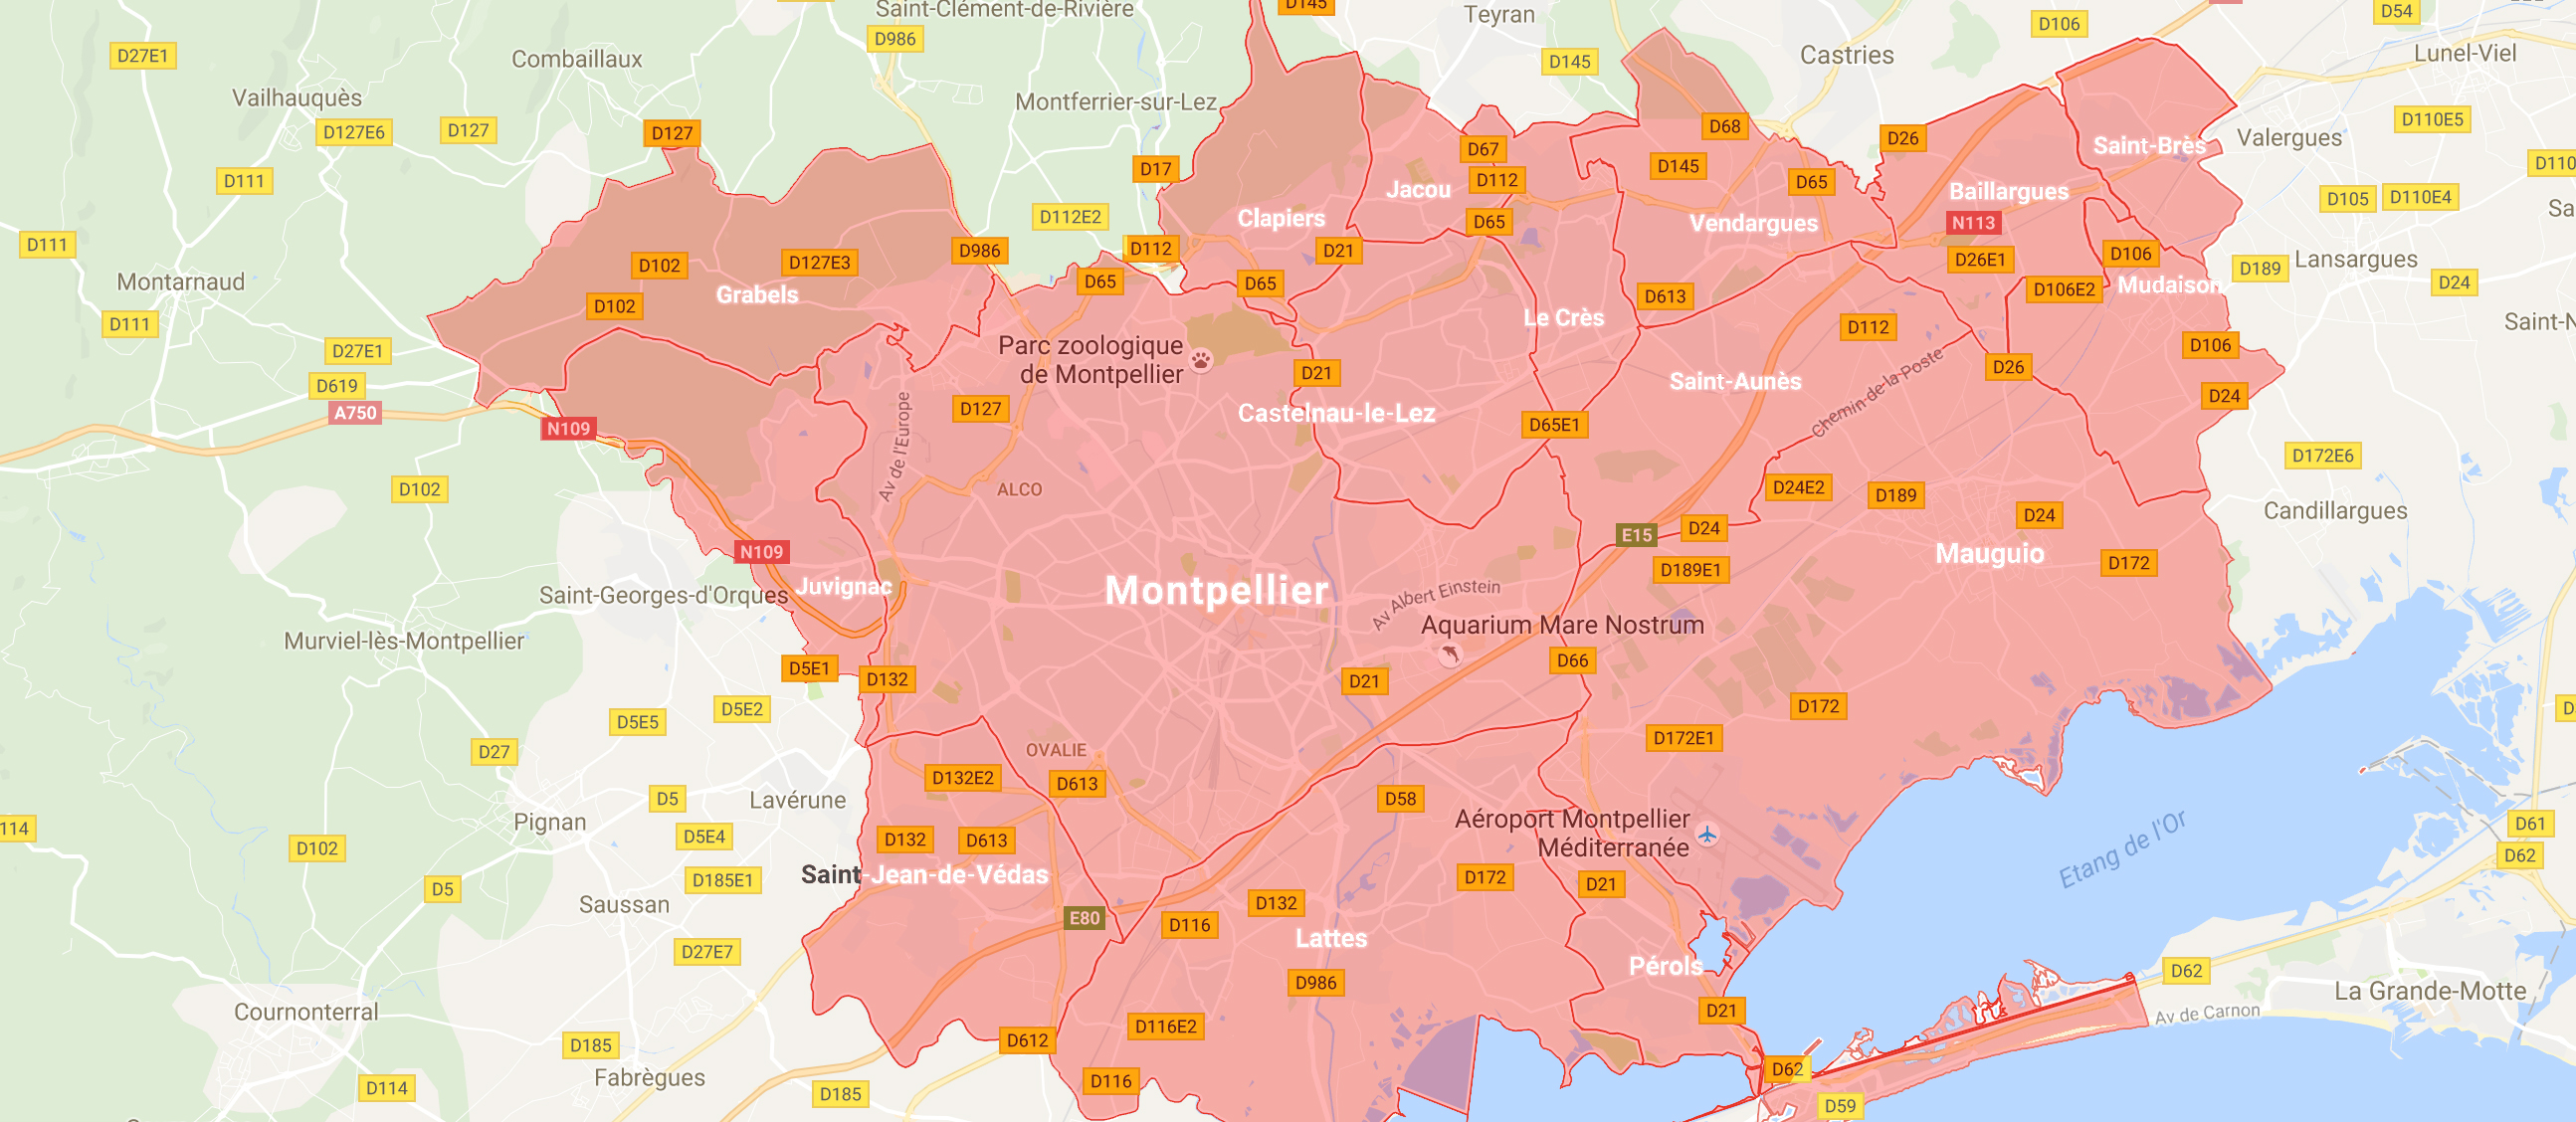 D145
Saint-Clément-de-Rivière
Teyran
D54
D106
D986
D27E1
Combaillaux
D145
Castries
Lunel-Viel
Vailhauquès
Montferrier-sur-Lez
D127E6
D127
D127
D68
D26
D110E5
Valergues
D67
Saint-Brès
D111
D17
D145
D112
D65
D110
Jacou
Baillargues
D105
D110E4
D112E2
Clapiers
D65
Vendargues
N113
D111
D986
D112
D21
D106
D102
D127E3
D26E1
D189
Lansargues
Montarnaud
D65
D65
Mudaison
D24
Grabels
D102
D613
D106E2
D111
Le Crès
D112
Saint-N
D27E1
Parc zoologique
de Montpellier
D106
D619
D21
Saint-Aunès
Chemin de la Poste
D26
A750
D127
Castelnau-le-Lez
D24
N109
Av de l'Europe
D65E1
D172E6
D102
ALCO
D24E2
D189
Candillargues
E15
D24
D24
N109
D189E1
Mauguio
D172
Saint-Georges-d'Orques
Juvignac
Montpellier
Av Albert Einstein
Aquarium Mare Nostrum
Murviel-lès-Montpellier
D5E1
D132
D21
D66
D5E5
D5E2
D172
D27
OVALIE
D172E1
D132E2
D613
D5
Lavérune
D58
114
Pignan
D5E4
Aéroport Montpellier
Méditerranée
D61
D102
D132
D613
Etang de l'Or
D62
D5
D185E1
Saint-Jean-de-Védas
D172
D21
Saussan
D132
E80
D116
Lattes
D27E7
Pérols
D62
D986
La Grande-Motte
Cournonterral
D21
Av de Carnon
D116E2
D185
D612
Fabrègues
D62
D114
D185
D116
D59